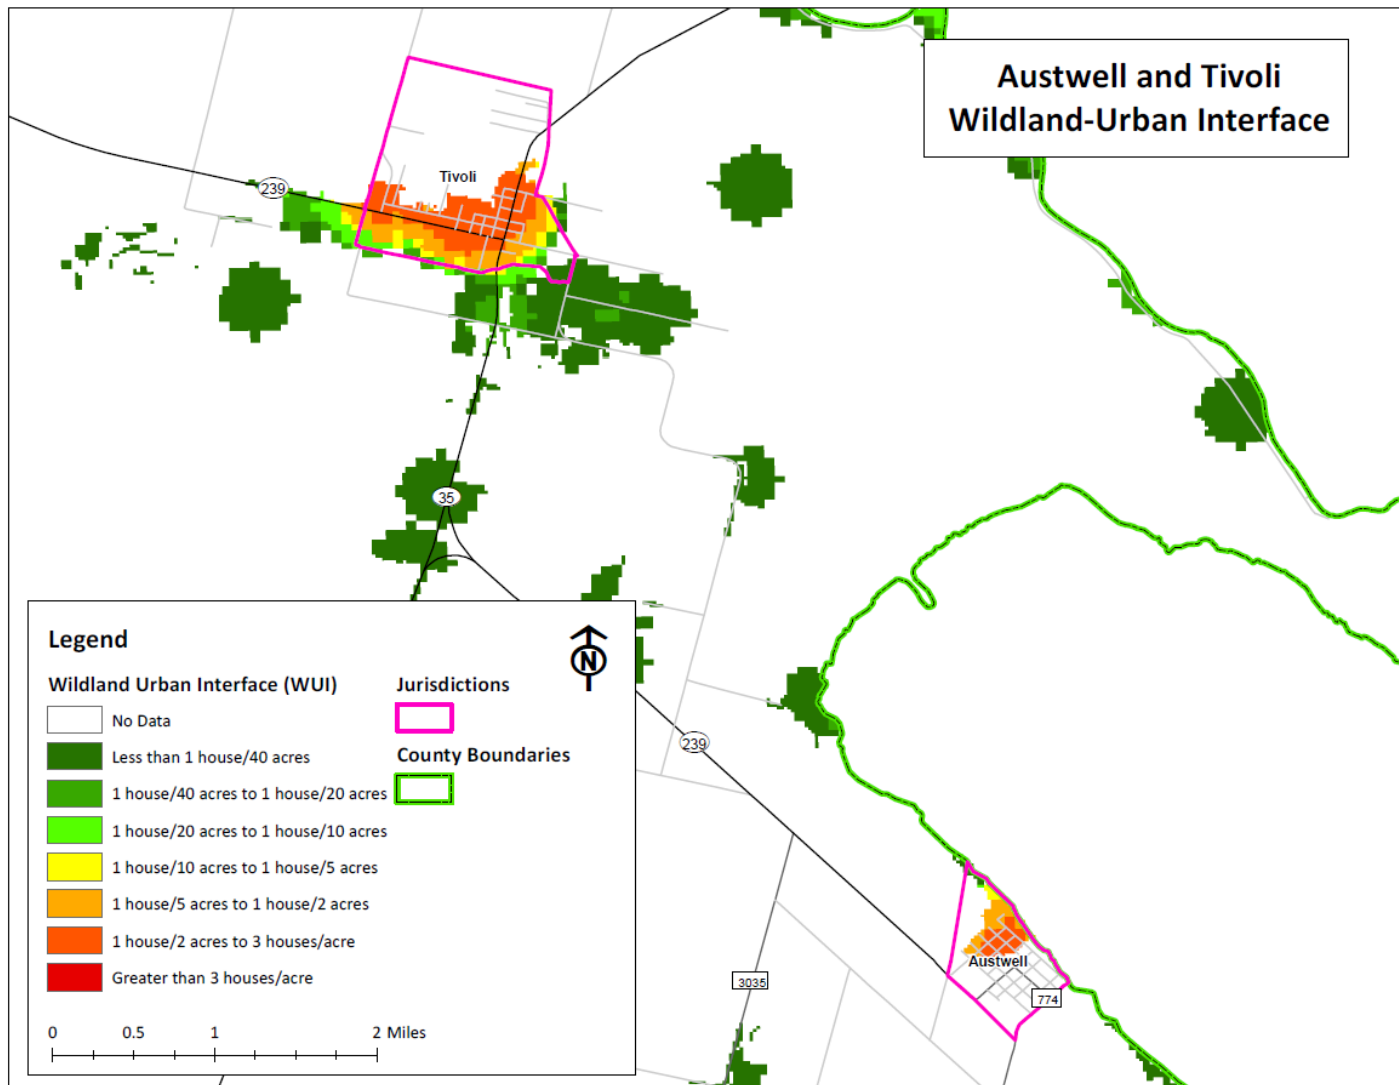 Austwell and Tivoli
Wildland-Urban Interface
Tivoli
239
35
239
Austwell
3035
774
Legend
N
Wildland Urban Interface (WUI)
No Data
Less than 1 house/40 acres
1 house/40 acres to 1 house/20 acres
1 house/20 acres to 1 house/10 acres
1 house/10 acres to 1 house/5 acres
1 house/5 acres to 1 house/2 acres
1 house/2 acres to 3 houses/acre
Greater than 3 houses/acre
Jurisdictions
County Boundaries
0 0.5 1 2 Miles